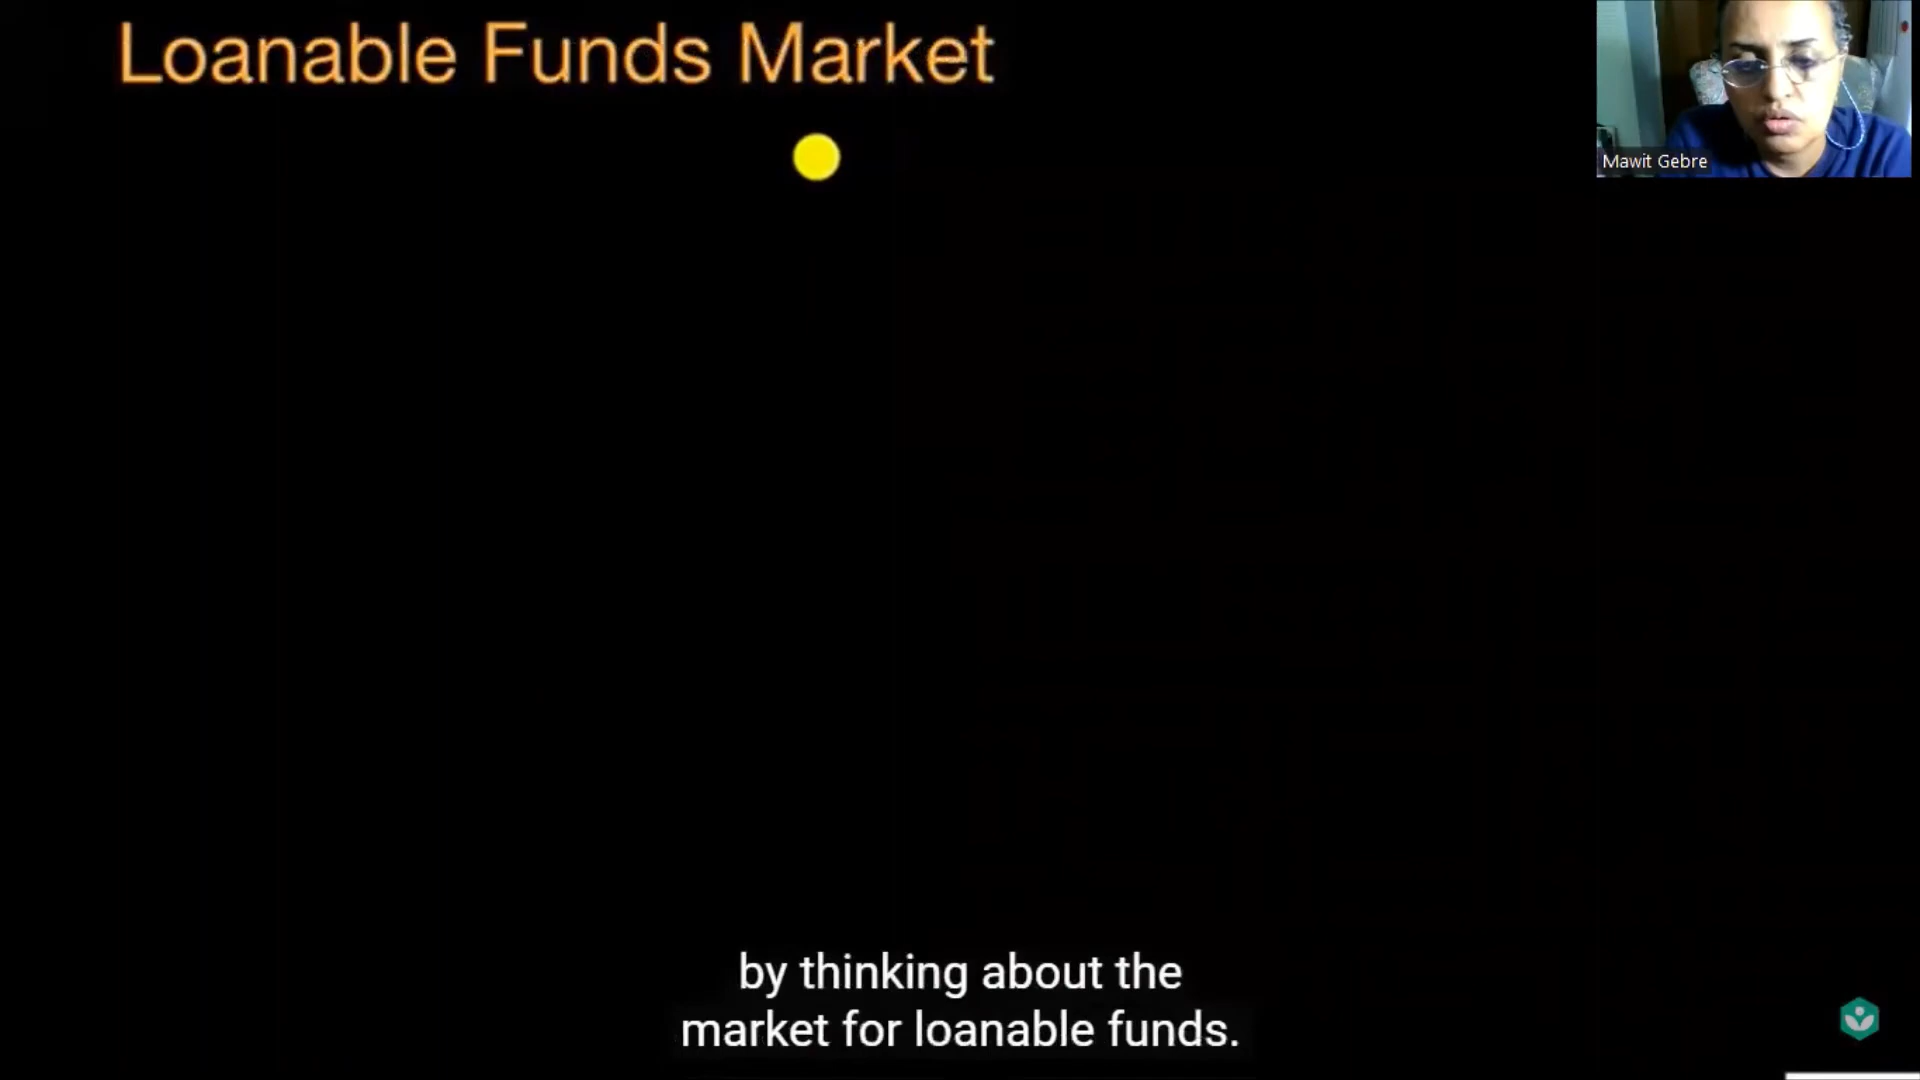 Loanable Funds Market
Mawit Gebre
by thinking about the
market for loanable funds.